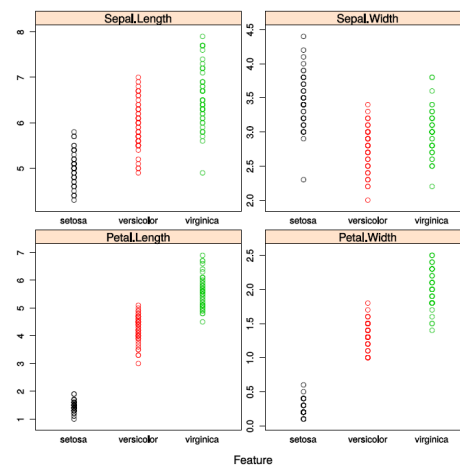 Sepal.Length
Sepal.Width
8
7
6
5
4.5
4.0
3.5
3.0
2.5
2.0
setosa
versicolor
virginica
setosa
versicolor
virginica
Petal.Length
Petal.Width
7
6
5
4
3
2
1
2.5
2.0
1.5
1.0
0.5
0.0
setosa
versicolor
virginica
setosa
versicolor
virginica
Feature